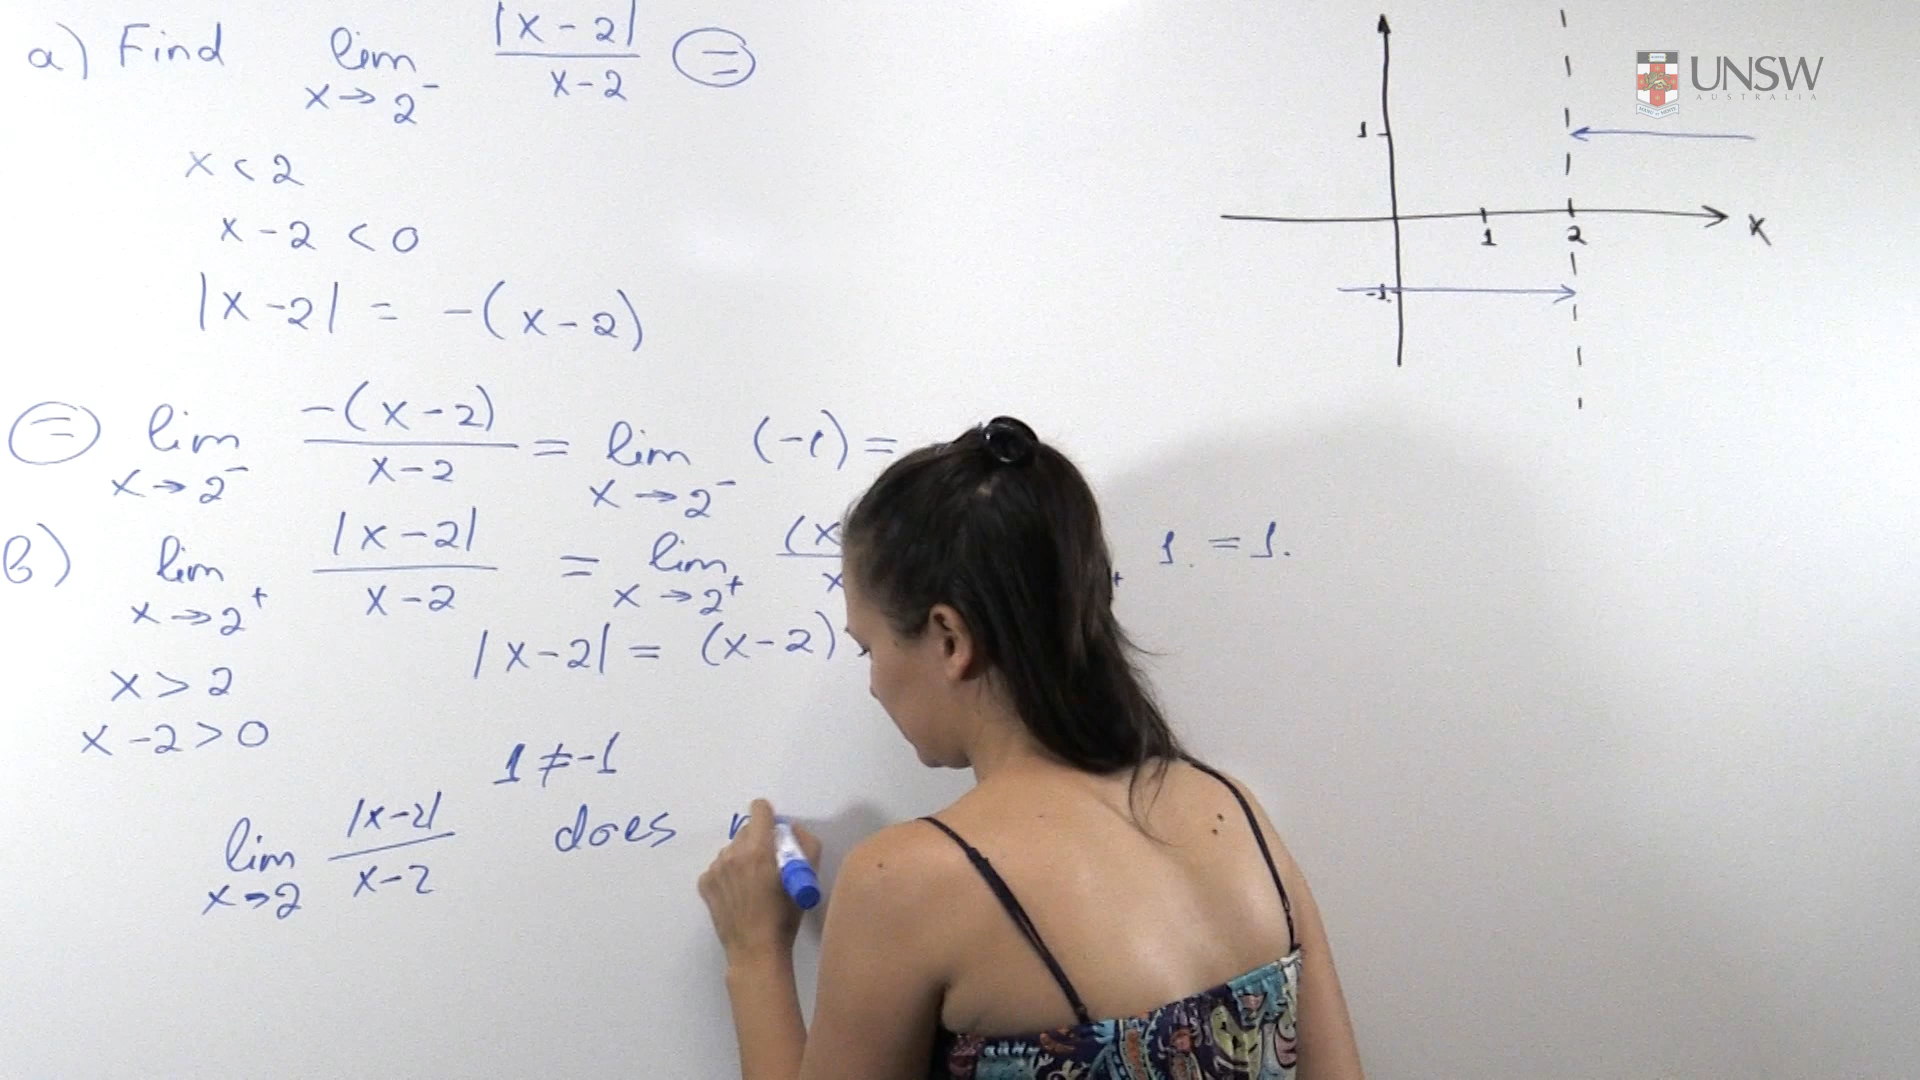 a) Find lim x→2⁻ |x-2| / x-2 =
x < 2
x - 2 < 0
|x-2| = -(x-2)
= lim x→2⁻ -(x-2) / x-2 = lim x→2⁻ (-1) =
b) lim x→2⁺ |x-2| / x-2 = lim x→2⁺ (x / x + 1. = 1.
|x-2| = (x-2)
x > 2
x - 2 > 0
1 ≠ -1
lim x→2 |x-2| / x-2 does
1
1 2 x
-1
UNSW
AUSTRALIA